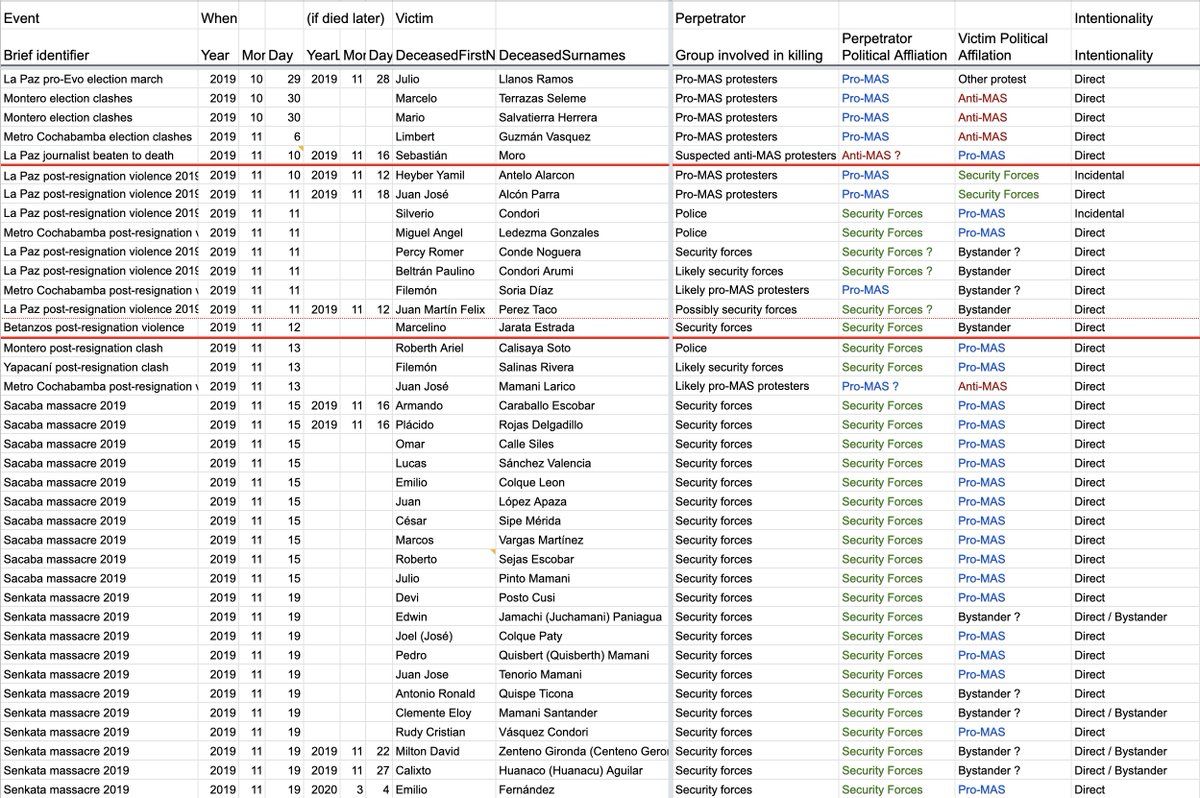 Event When (if died later) Victim Perpetrator Intentionality
Brief identifier Year Mor Day YearL Mor Day DeceasedFirstN DeceasedSurnames Group involved in killing Perpetrator Political Affliation Victim Political Affilation Intentionality
La Paz pro-Evo election march 2019 10 29 2019 11 28 Julio Llanos Ramos Pro-MAS protesters Pro-MAS Other protest Direct
Montero election clashes 2019 10 30 Marcelo Terrazas Seleme Pro-MAS protesters Pro-MAS Anti-MAS Direct
Montero election clashes 2019 10 30 Mario Salvatierra Herrera Pro-MAS protesters Pro-MAS Anti-MAS Direct
Metro Cochabamba election clashes 2019 11 6 Limbert Guzmán Vasquez Pro-MAS protesters Pro-MAS Anti-MAS Direct
La Paz journalist beaten to death 2019 11 10 2019 11 16 Sebastián Moro Suspected anti-MAS protesters Anti-MAS ? Pro-MAS Direct
La Paz post-resignation violence 2019 2019 11 10 2019 11 12 Heyber Yamil Antelo Alarcon Pro-MAS protesters Pro-MAS Security Forces Incidental
La Paz post-resignation violence 2019 2019 11 11 2019 11 18 Juan José Alcón Parra Pro-MAS protesters Pro-MAS Security Forces Direct
La Paz post-resignation violence 2019 2019 11 11 Silverio Condori Police Security Forces Pro-MAS Incidental
Metro Cochabamba post-resignation v 2019 11 11 Miguel Angel Ledezma Gonzales Police Security Forces Pro-MAS Direct
La Paz post-resignation violence 2019 2019 11 11 Percy Romer Conde Noguera Security forces Security Forces ? Bystander ? Direct
La Paz post-resignation violence 2019 2019 11 11 Beltrán Paulino Condori Arumi Likely security forces Security Forces ? Bystander Direct
Metro Cochabamba post-resignation v 2019 11 11 Filemón Soria Díaz Likely pro-MAS protesters Pro-MAS Bystander ? Direct
La Paz post-resignation violence 2019 2019 11 11 2019 11 12 Juan Martín Felix Perez Taco Possibly security forces Security Forces ? Bystander Direct
Betanzos post-resignation violence 2019 11 12 Marcelino Jarata Estrada Security forces Security Forces Bystander Direct
Montero post-resignation clash 2019 11 13 Roberth Ariel Calisaya Soto Police Security Forces Pro-MAS Direct
Yapacaní post-resignation clash 2019 11 13 Filemón Salinas Rivera Likely security forces Security Forces Pro-MAS Direct
Metro Cochabamba post-resignation v 2019 11 13 Juan José Mamani Larico Likely pro-MAS protesters Pro-MAS ? Anti-MAS Direct
Sacaba massacre 2019 2019 11 15 2019 11 16 Armando Caraballo Escobar Security forces Security Forces Pro-MAS Direct
Sacaba massacre 2019 2019 11 15 2019 11 16 Plácido Rojas Delgadillo Security forces Security Forces Pro-MAS Direct
Sacaba massacre 2019 2019 11 15 Omar Calle Siles Security forces Security Forces Pro-MAS Direct
Sacaba massacre 2019 2019 11 15 Lucas Sánchez Valencia Security forces Security Forces Pro-MAS Direct
Sacaba massacre 2019 2019 11 15 Emilio Colque Leon Security forces Security Forces Pro-MAS Direct
Sacaba massacre 2019 2019 11 15 Juan López Apaza Security forces Security Forces Pro-MAS Direct
Sacaba massacre 2019 2019 11 15 César Sipe Mérida Security forces Security Forces Pro-MAS Direct
Sacaba massacre 2019 2019 11 15 Marcos Vargas Martínez Security forces Security Forces Pro-MAS Direct
Sacaba massacre 2019 2019 11 15 Roberto Sejas Escobar Security forces Security Forces Pro-MAS Direct
Sacaba massacre 2019 2019 11 15 Julio Pinto Mamani Security forces Security Forces Pro-MAS Direct
Senkata massacre 2019 2019 11 19 Devi Posto Cusi Security forces Security Forces Pro-MAS Direct
Senkata massacre 2019 2019 11 19 Edwin Jamachi (Juchamani) Paniagua Security forces Security Forces Bystander ? Direct / Bystander
Senkata massacre 2019 2019 11 19 Joel (José) Colque Paty Security forces Security Forces Pro-MAS Direct
Senkata massacre 2019 2019 11 19 Pedro Quisbert (Quisberth) Mamani Security forces Security Forces Pro-MAS Direct
Senkata massacre 2019 2019 11 19 Juan Jose Tenorio Mamani Security forces Security Forces Pro-MAS Direct
Senkata massacre 2019 2019 11 19 Antonio Ronald Quispe Ticona Security forces Security Forces Bystander ? Direct
Senkata massacre 2019 2019 11 19 Clemente Eloy Mamani Santander Security forces Security Forces Bystander ? Direct / Bystander
Senkata massacre 2019 2019 11 19 Rudy Cristian Vásquez Condori Security forces Security Forces Pro-MAS Direct
Senkata massacre 2019 2019 11 19 2019 11 22 Milton David Zenteno Gironda (Centeno Geror Security forces Security Forces Bystander ? Direct / Bystander
Senkata massacre 2019 2019 11 19 2019 11 27 Calixto Huanaco (Huanacu) Aguilar Security forces Security Forces Bystander ? Direct / Bystander
Senkata massacre 2019 2019 11 19 2020 3 4 Emilio Fernández Security forces Security Forces Pro-MAS Direct